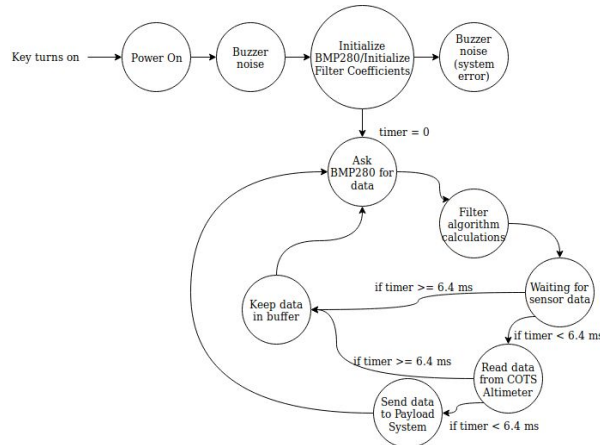 Key turns on
Power On
Buzzer
noise
Initialize
BMP280/Initialize
Filter Coefficients
Buzzer
noise
(system
error)
timer = 0
Ask
BMP280 for
data
Filter
algorithm
calculations
Waiting for
sensor data
if timer >= 6.4 ms
Keep data
in buffer
if timer < 6.4 ms
if timer >= 6.4 ms
Read data
from COTS
Altimeter
Send data
to Payload
System
if timer < 6.4 ms